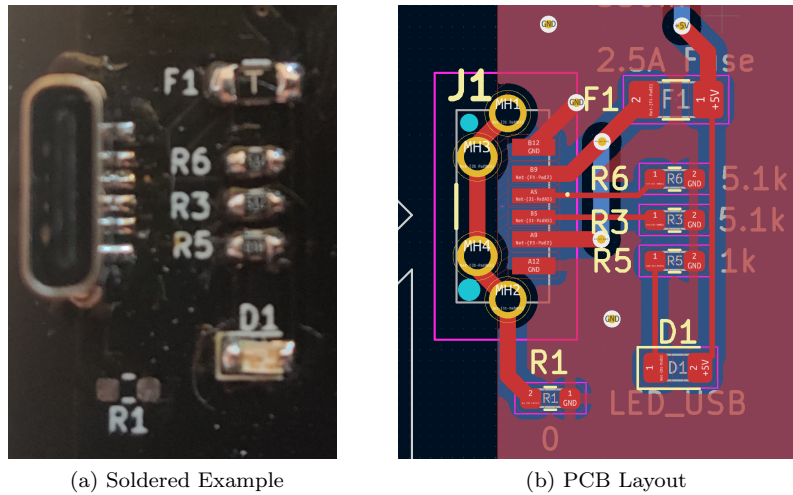 F1
R6
R3
R5
D1
R1
J1
MH1
MH3
MH4
MH2
B12
GND
B9
A5
B5
A9
A12
GND
GND
+5V
GND
2.5A Fuse
F1
2
F1
1
+5V
R6
1
R6
2
GND
5.1k
R3
1
R3
2
GND
5.1k
R5
1
R5
2
GND
1k
GND
D1
1
D1
2
+5V
LED_USB
R1
2
R1
1
GND
0
(a) Soldered Example
(b) PCB Layout